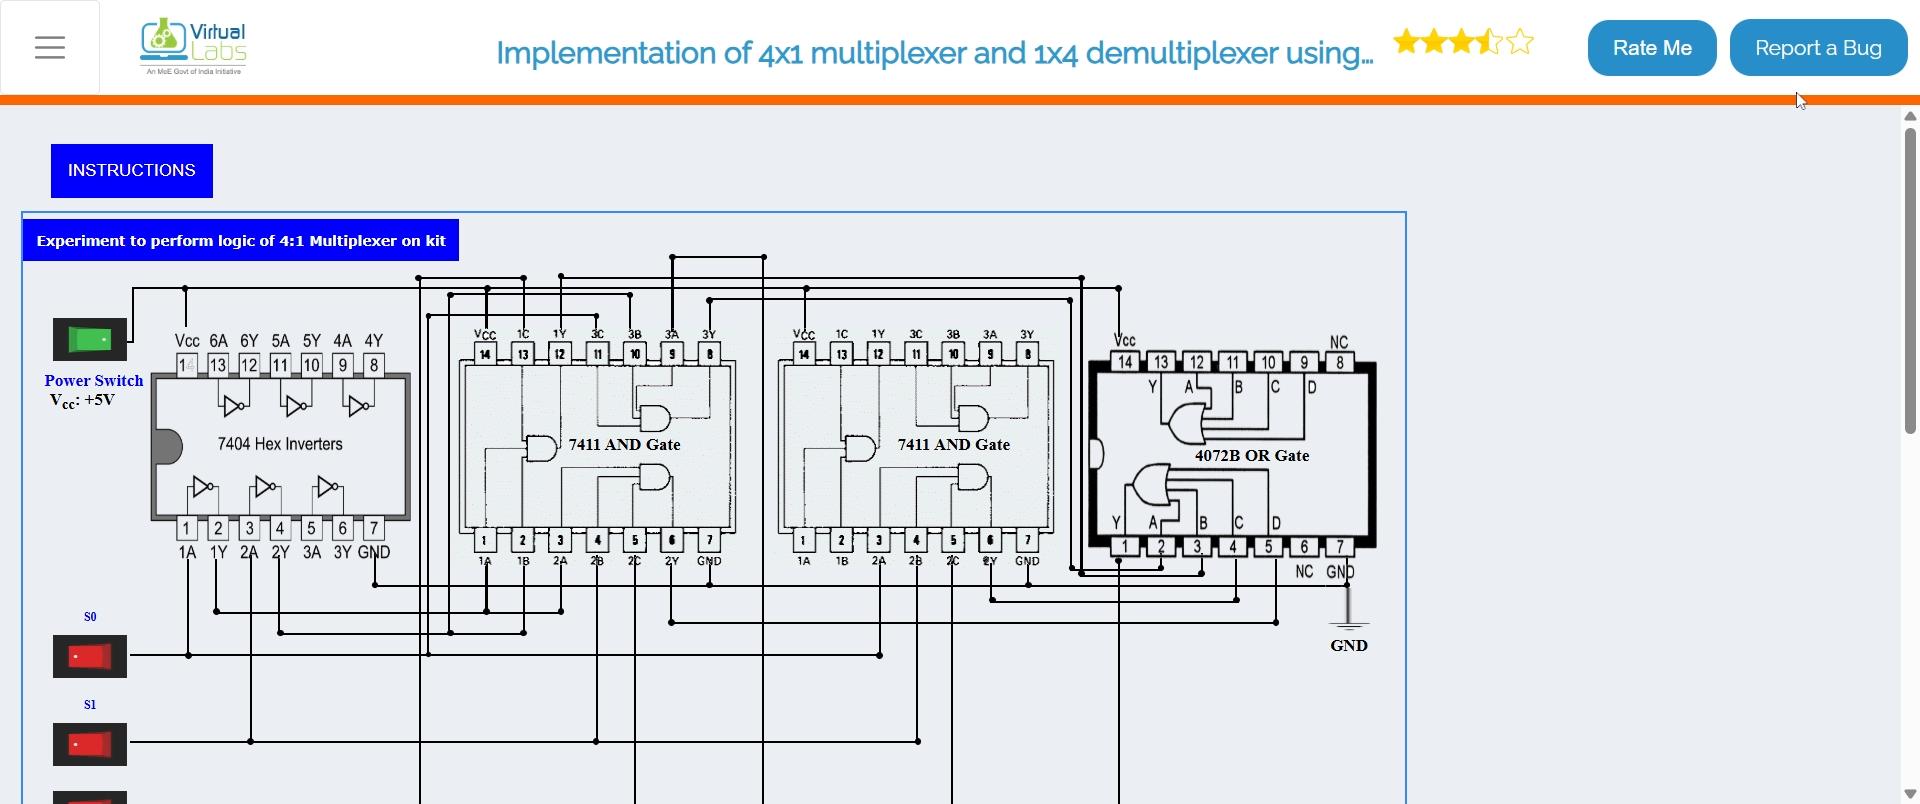 Virtual
Labs
An MoE Govt of India Initiative
Implementation of 4x1 multiplexer and 1x4 demultiplexer using...
Rate Me
Report a Bug
INSTRUCTIONS
Experiment to perform logic of 4:1 Multiplexer on kit
Power Switch
Vcc: +5V
Vcc 6A 6Y 5A 5Y 4A 4Y
14 13 12 11 10 9 8
7404 Hex Inverters
1 2 3 4 5 6 7
1A 1Y 2A 2Y 3A 3Y GND
VCC 1C 1Y 3C 3B 3A 3Y
14 13 12 11 10 9 8
7411 AND Gate
1 2 3 4 5 6 7
1A 1B 2A 2B 2C 2Y GND
VCC 1C 1Y 3C 3B 3A 3Y
14 13 12 11 10 9 8
7411 AND Gate
1 2 3 4 5 6 7
1A 1B 2A 2B 2C 2Y GND
Vcc NC
14 13 12 11 10 9 8
Y A B C D
4072B OR Gate
Y A B C D
1 2 3 4 5 6 7
NC GND
GND
S0
S1